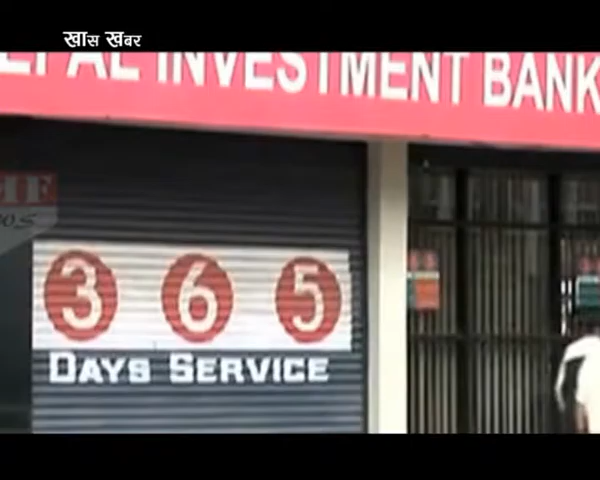 खास खबर
EPAL INVESTMENT BANK
3 6 5
DAYS SERVICE